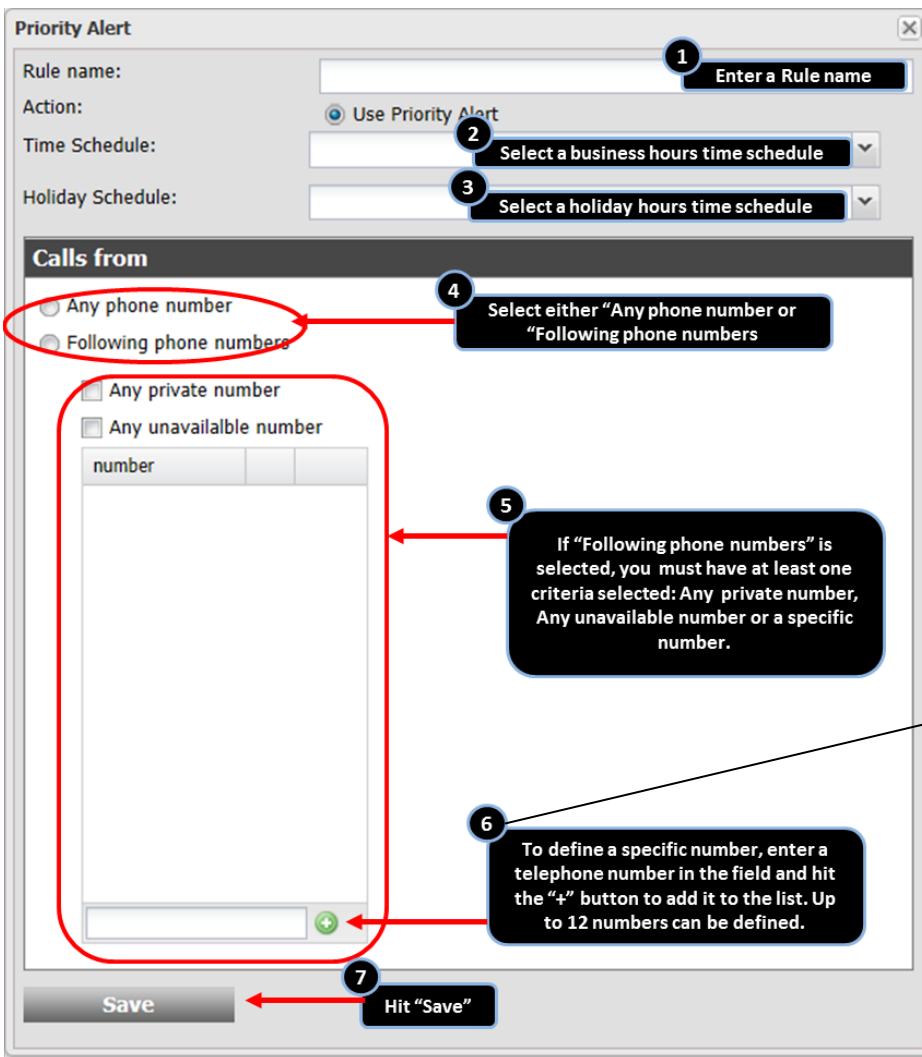 Priority Alert
Rule name:
1
Enter a Rule name
Action:
Use Priority Alert
2
Time Schedule:
Select a business hours time schedule
3
Holiday Schedule:
Select a holiday hours time schedule
Calls from
4
Any phone number
Select either “Any phone number or
“Following phone numbers
Following phone numbers
Any private number
Any unavailalble number
number
5
If “Following phone numbers” is
selected, you must have at least one
criteria selected: Any private number,
Any unavailable number or a specific
number.
6
To define a specific number, enter a
telephone number in the field and hit
the “+” button to add it to the list. Up
to 12 numbers can be defined.
7
Save
Hit “Save”